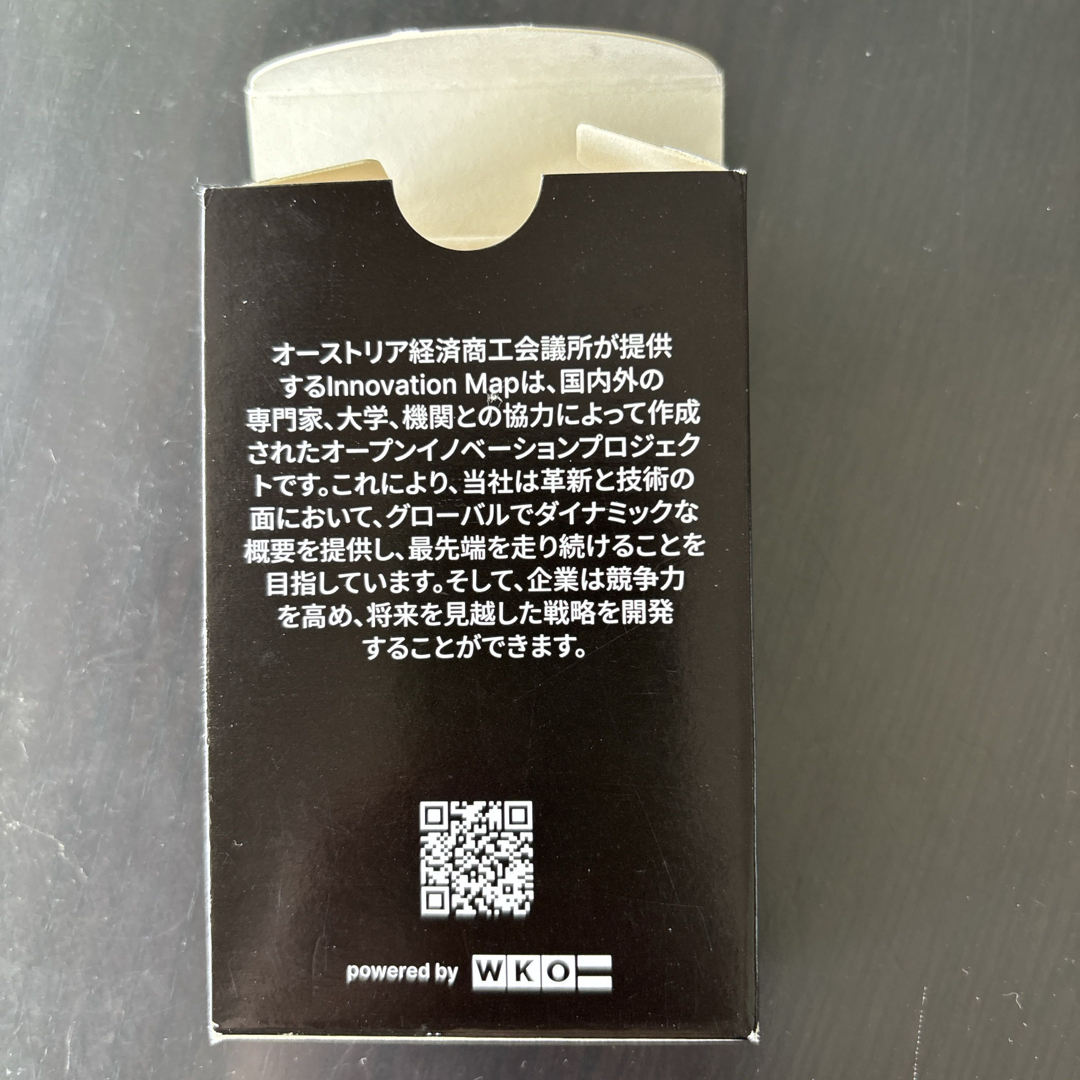 オーストリア経済商工会議所が提供
するInnovation Mapは、国内外の
専門家、大学、機関との協力によって作成
されたオープンイノベーションプロジェク
トです。これにより、当社は革新と技術の
面において、グローバルでダイナミックな
概要を提供し、最先端を走り続けることを
目指しています。そして、企業は競争力
を高め、将来を見越した戦略を開発
することができます。
powered by WKO